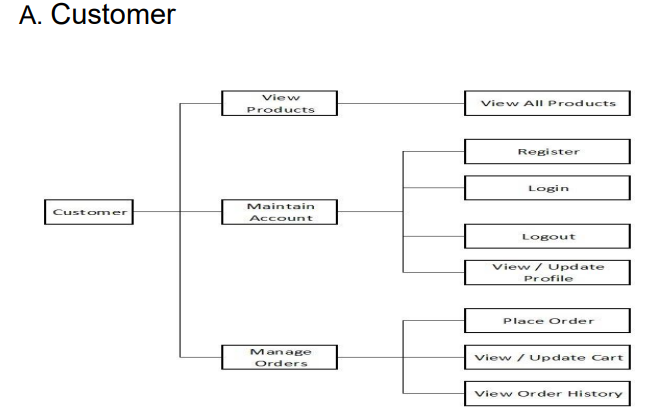 A. Customer
View
Products
View All Products
Register
Login
Customer
Maintain
Account
Logout
View / Update
Profile
Place Order
Manage
Orders
View / Update Cart
View Order History